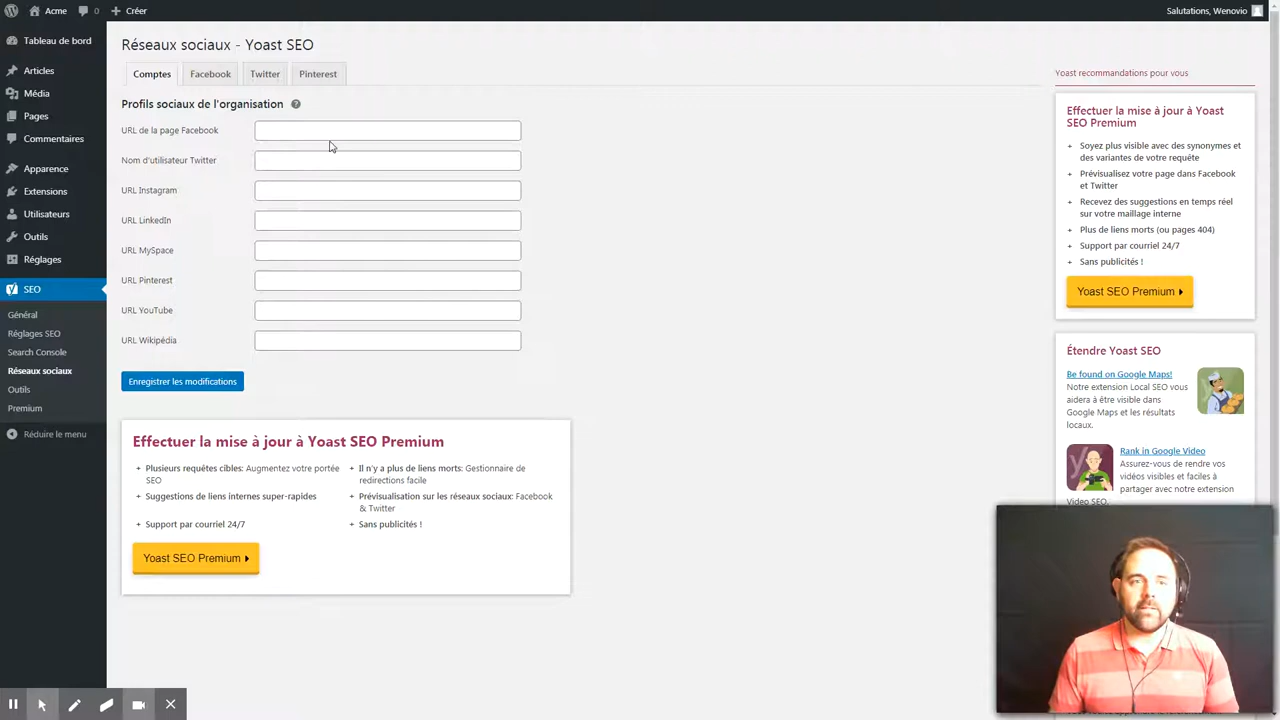 Acme
0
Créer
Salutations, Wenovio
Tableau de bord
Articles
Média
Pages
Commentaires
Apparence
Extensions
Utilisateurs
Outils
Réglages
SEO
Général
Réglages SEO
Search Console
Réseaux sociaux
Outils
Premium
Réduire le menu
Réseaux sociaux - Yoast SEO
Comptes
Facebook
Twitter
Pinterest
Profils sociaux de l'organisation
URL de la page Facebook
Nom d'utilisateur Twitter
URL Instagram
URL LinkedIn
URL MySpace
URL Pinterest
URL YouTube
URL Wikipédia
Enregistrer les modifications
Effectuer la mise à jour à Yoast SEO Premium
+ Plusieurs requêtes cibles: Augmentez votre portée
SEO
+ Suggestions de liens internes super-rapides
+ Support par courriel 24/7
+ Il n'y a plus de liens morts: Gestionnaire de
redirections facile
+ Prévisualisation sur les réseaux sociaux: Facebook
& Twitter
+ Sans publicités !
Yoast SEO Premium
Yoast recommandations pour vous
Effectuer la mise à jour à Yoast
SEO Premium
+ Soyez plus visible avec des synonymes et
des variantes de votre requête
+ Prévisualisez votre page dans Facebook
et Twitter
+ Recevez des suggestions en temps réel
sur votre maillage interne
+ Plus de liens morts (ou pages 404)
+ Support par courriel 24/7
+ Sans publicités !
Yoast SEO Premium
Étendre Yoast SEO
Be found on Google Maps!
Notre extension Local SEO vous
aidera à être visible dans
Google Maps et les résultats
locaux.
Rank in Google Video
Assurez-vous de rendre vos
vidéos visibles et faciles à
partager avec notre extension
Video SEO.